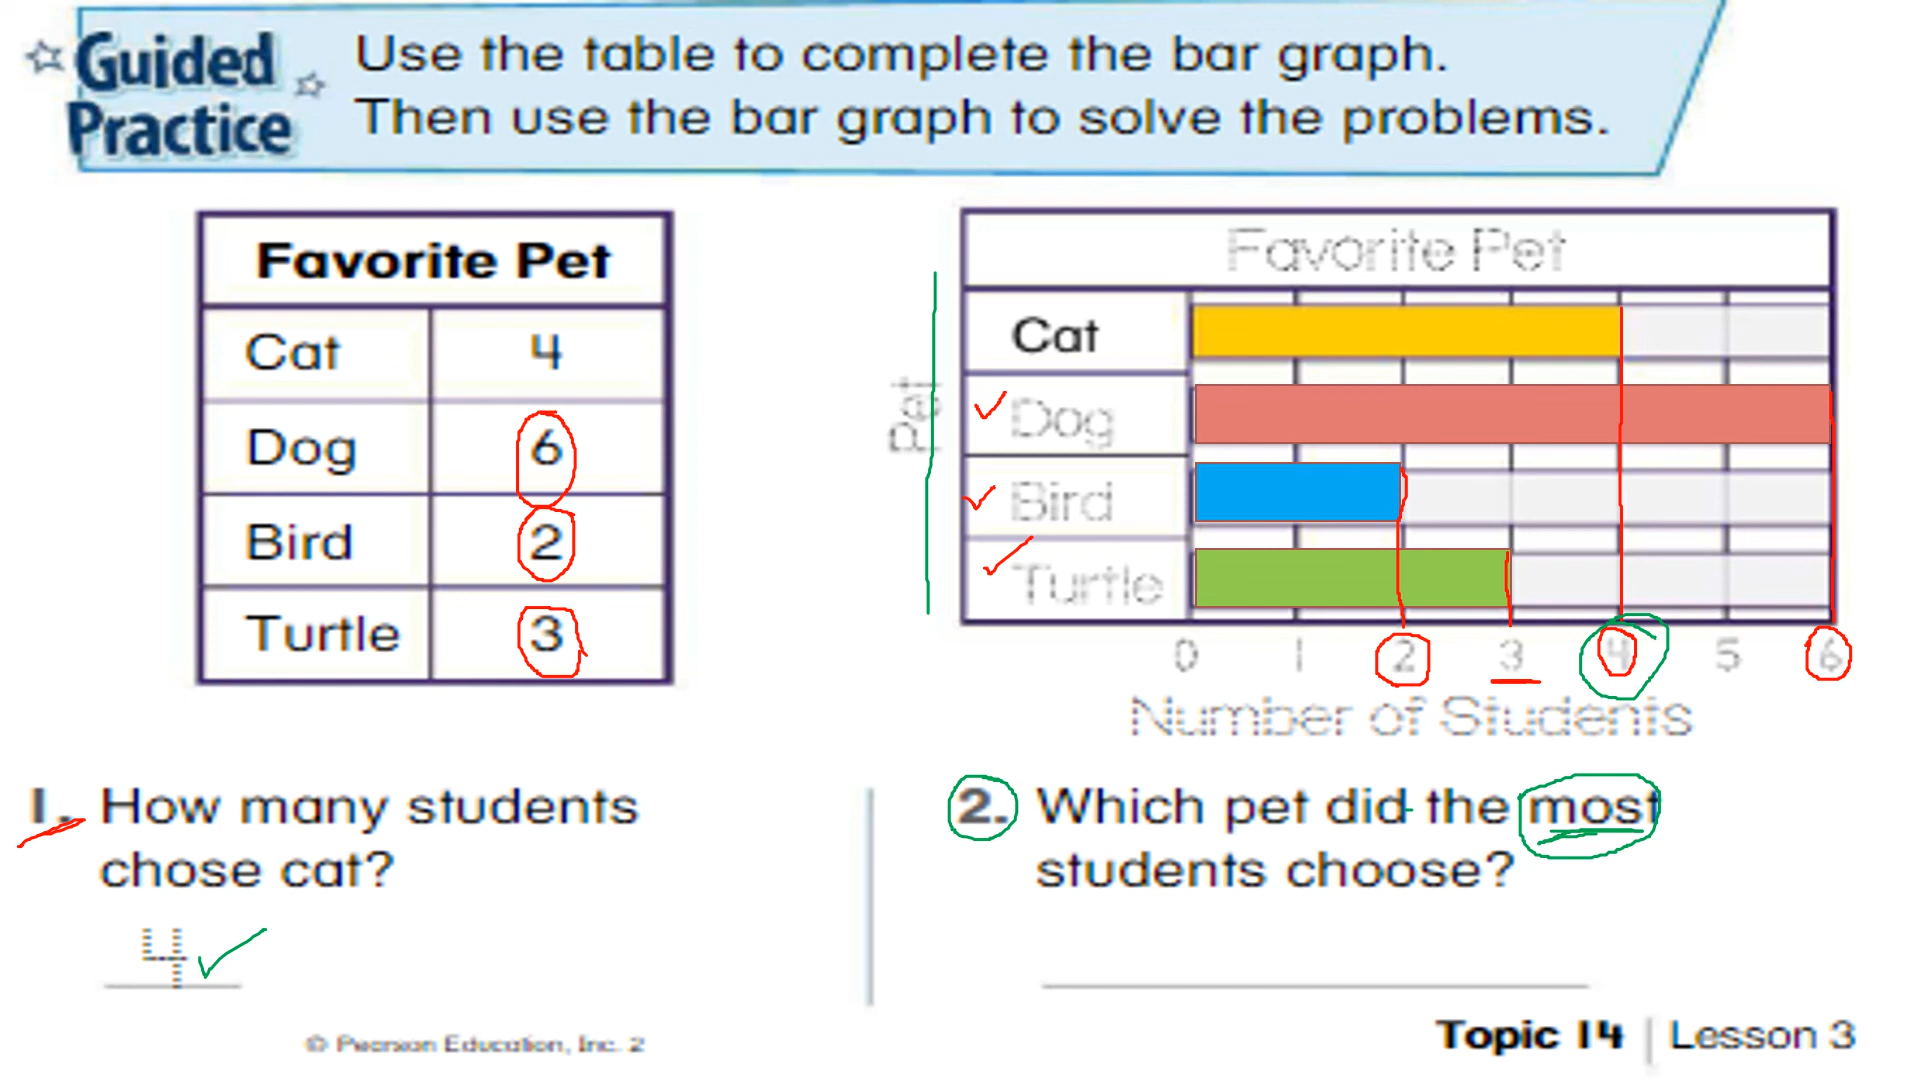 Guided
Practice
Use the table to complete the bar graph.
Then use the bar graph to solve the problems.
Favorite Pet
Cat 4
Dog 6
Bird 2
Turtle 3
Favorite Pet
Pet
Cat
Dog
Bird
Turtle
0 1 2 3 4 5 6
Number of Students
1. How many students
chose cat?
4
2. Which pet did the most
students choose?
© Pearson Education, Inc. 2
Topic 14 | Lesson 3